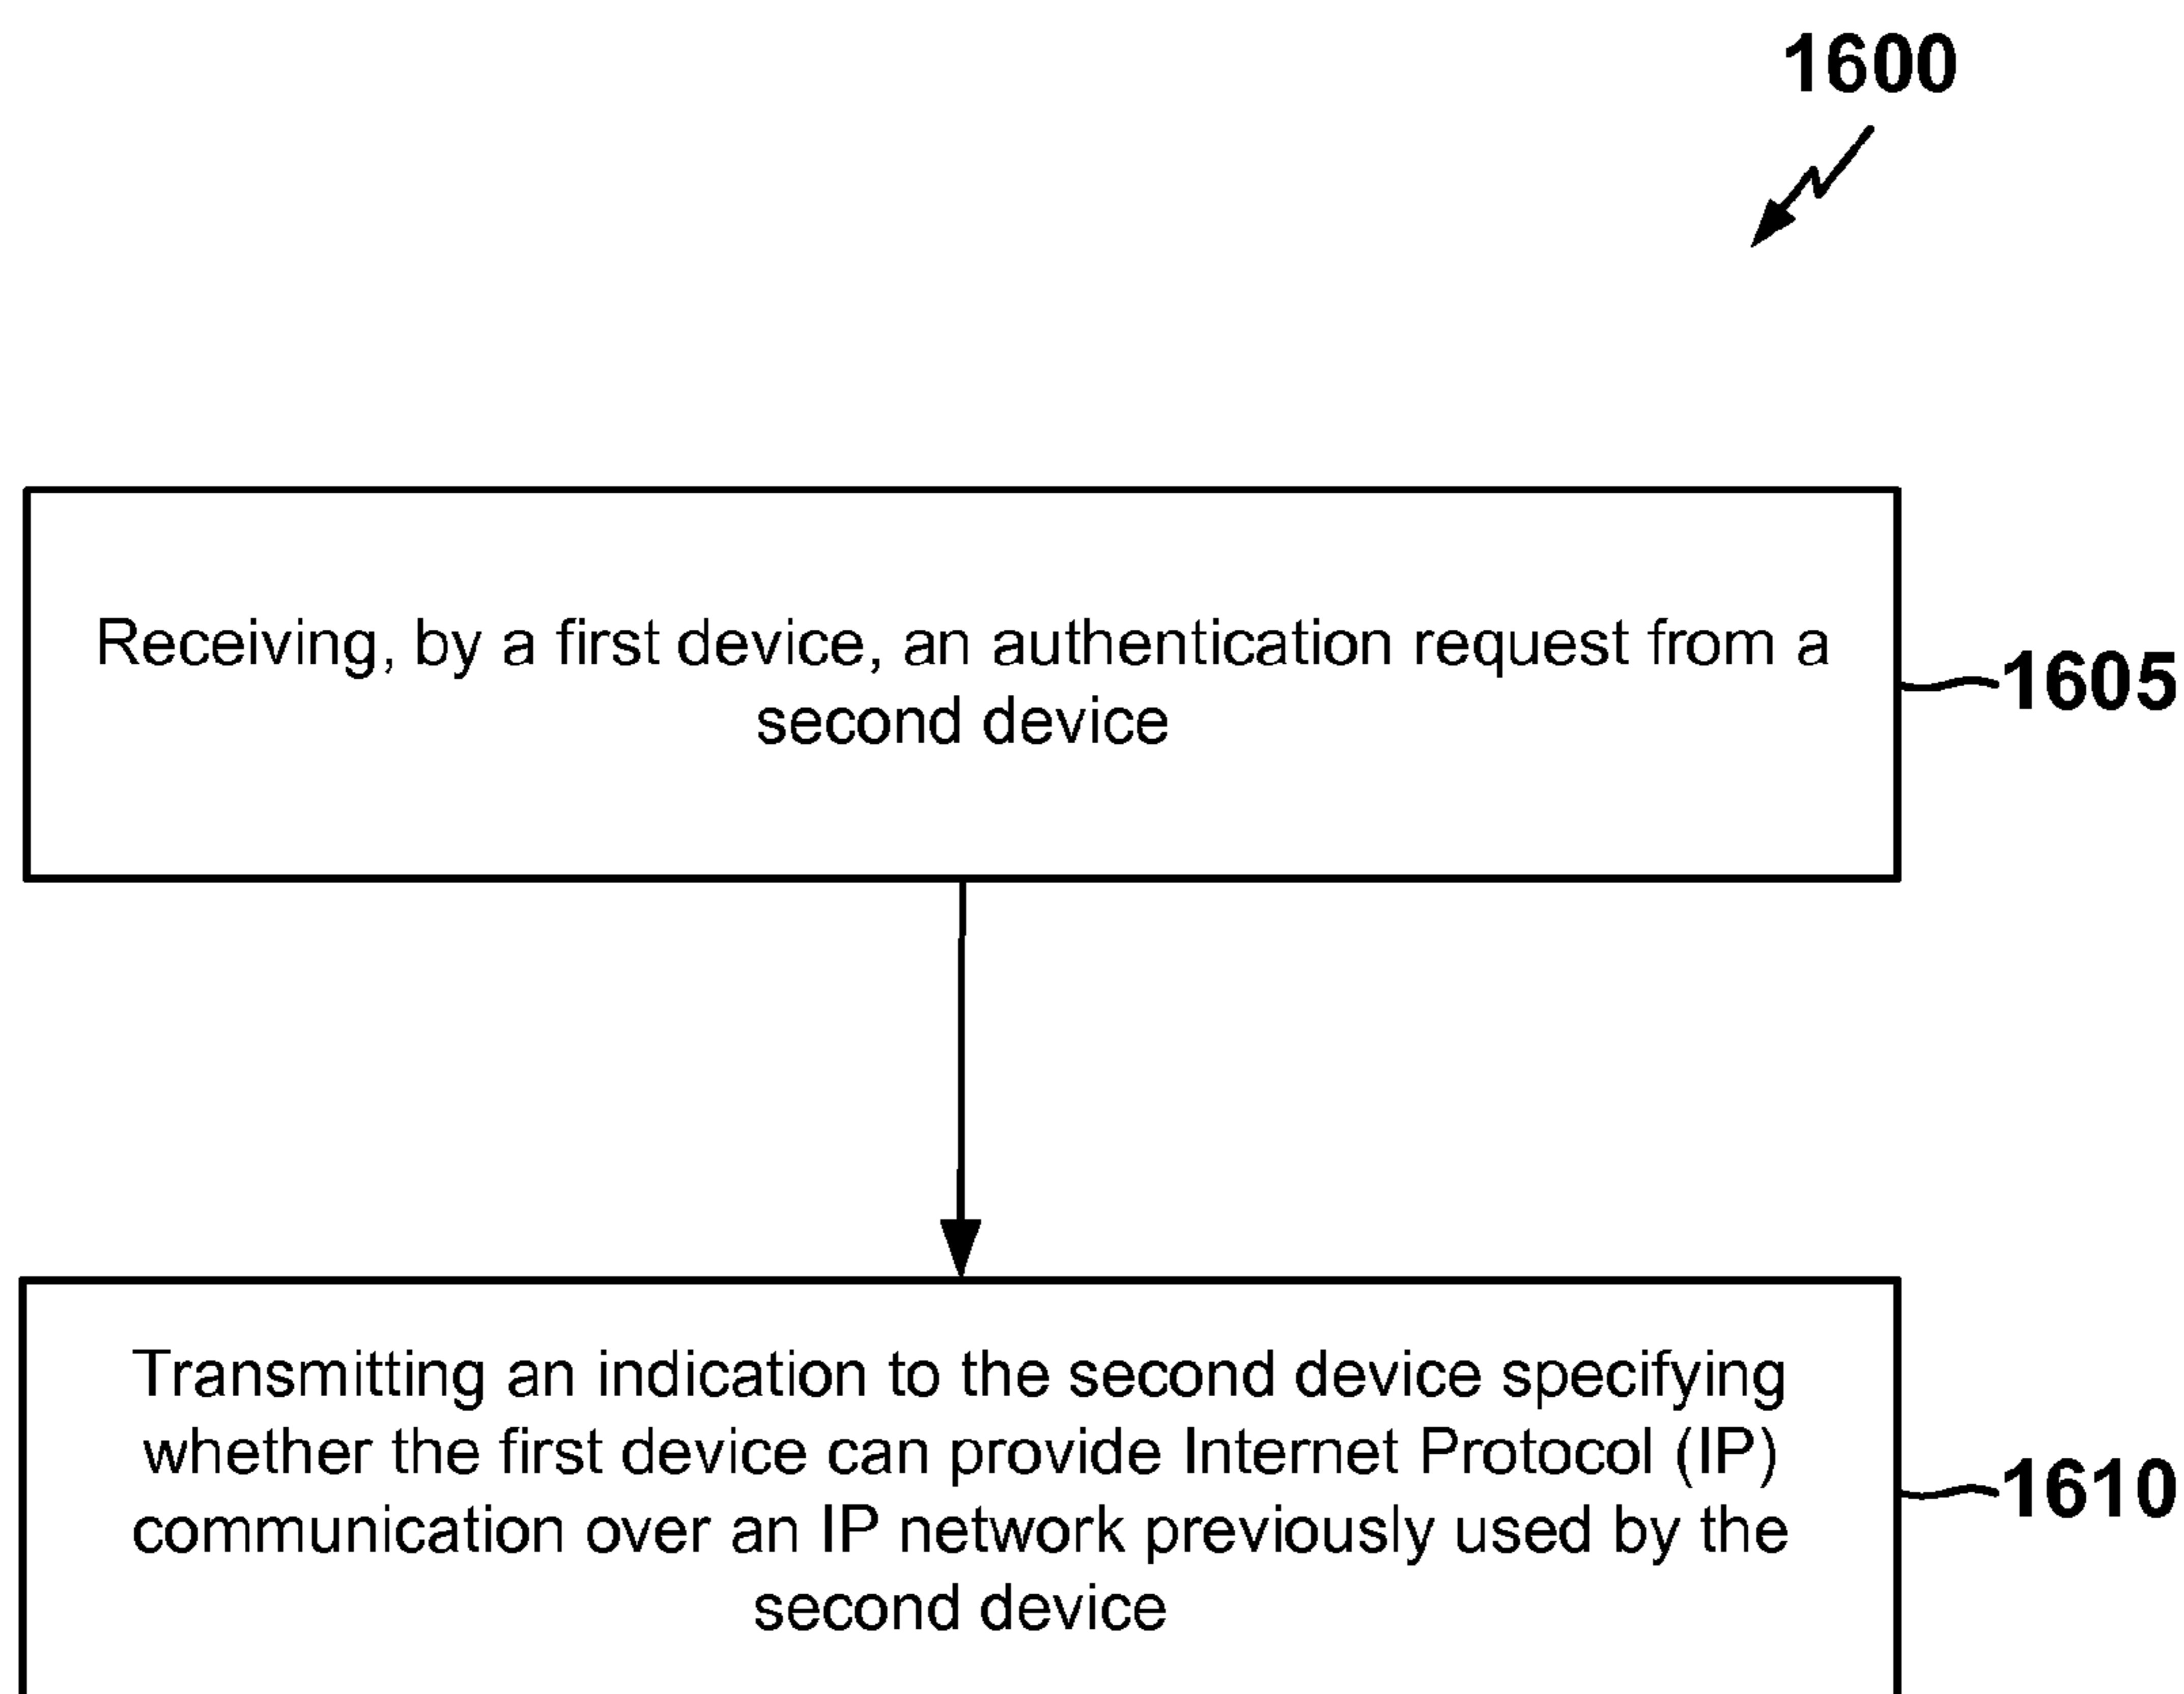 1600
Receiving, by a first device, an authentication request from a
second device
1605
Transmitting an indication to the second device specifying
whether the first device can provide Internet Protocol (IP)
communication over an IP network previously used by the
second device
1610